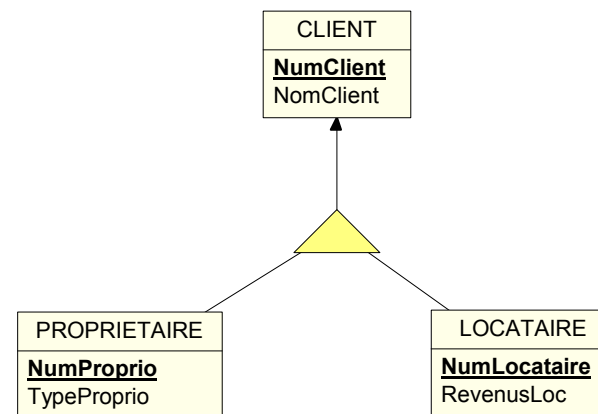 CLIENT
NumClient
NomClient
PROPRIETAIRE
NumProprio
TypeProprio
LOCATAIRE
NumLocataire
RevenusLoc